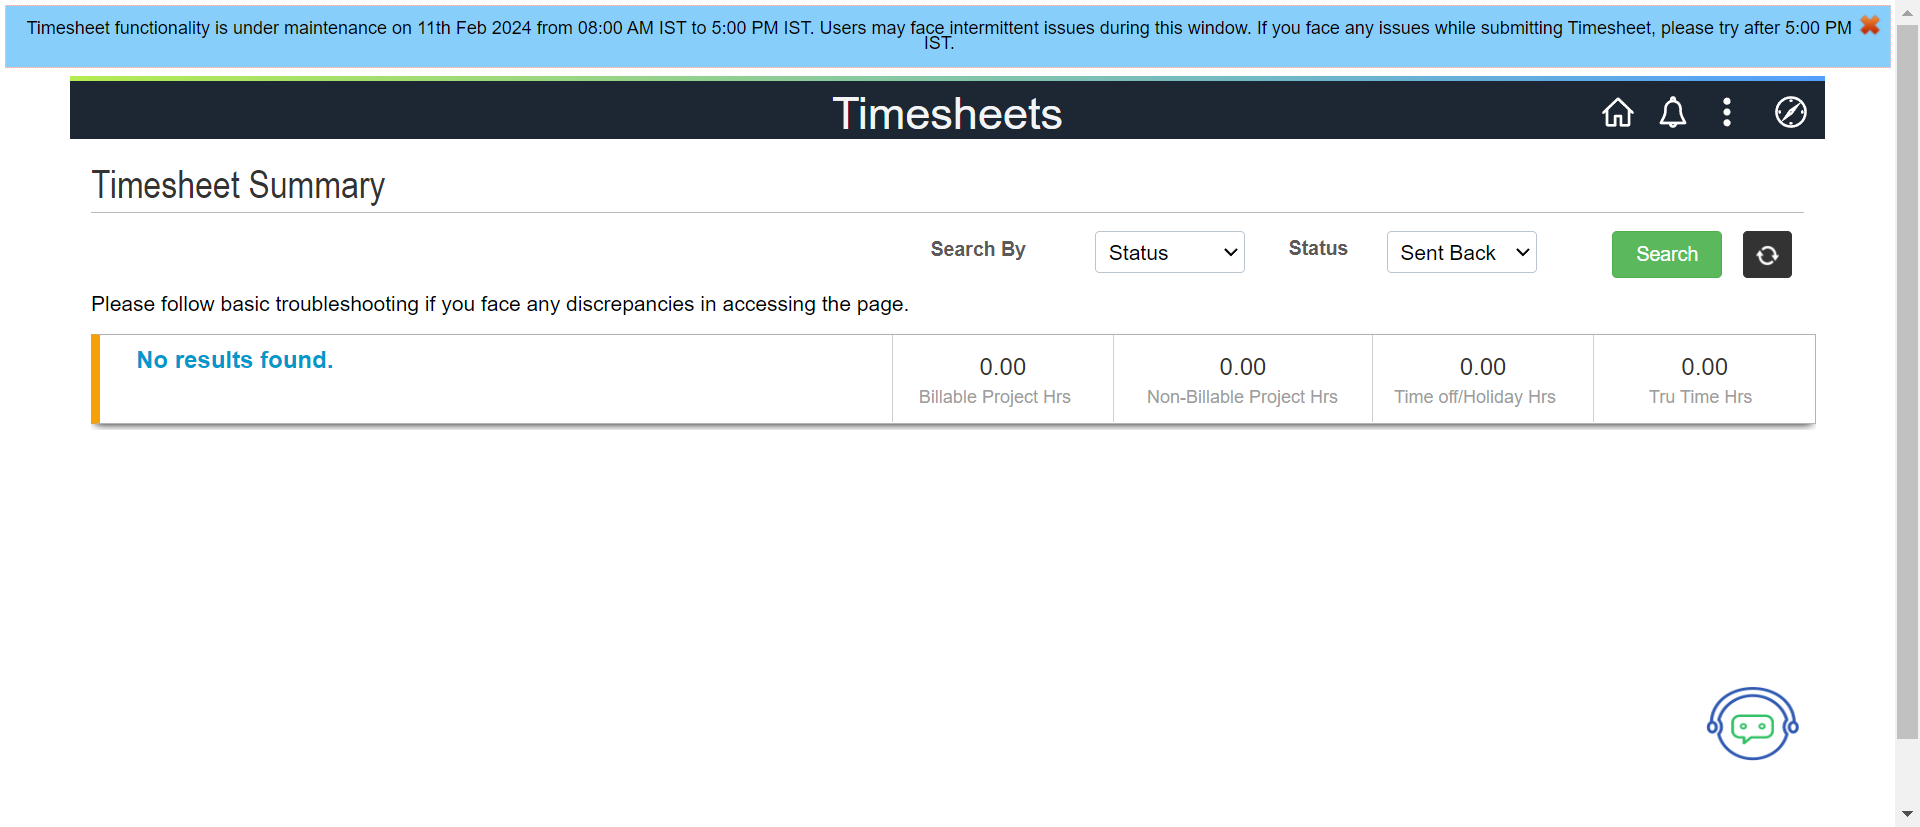 Timesheet functionality is under maintenance on 11th Feb 2024 from 08:00 AM IST to 5:00 PM IST. Users may face intermittent issues during this window. If you face any issues while submitting Timesheet, please try after 5:00 PM
IST.
Timesheets
Timesheet Summary
Search By
Status
Status
Sent Back
Search
Please follow basic troubleshooting if you face any discrepancies in accessing the page.
No results found.
0.00
Billable Project Hrs
0.00
Non-Billable Project Hrs
0.00
Time off/Holiday Hrs
0.00
Tru Time Hrs